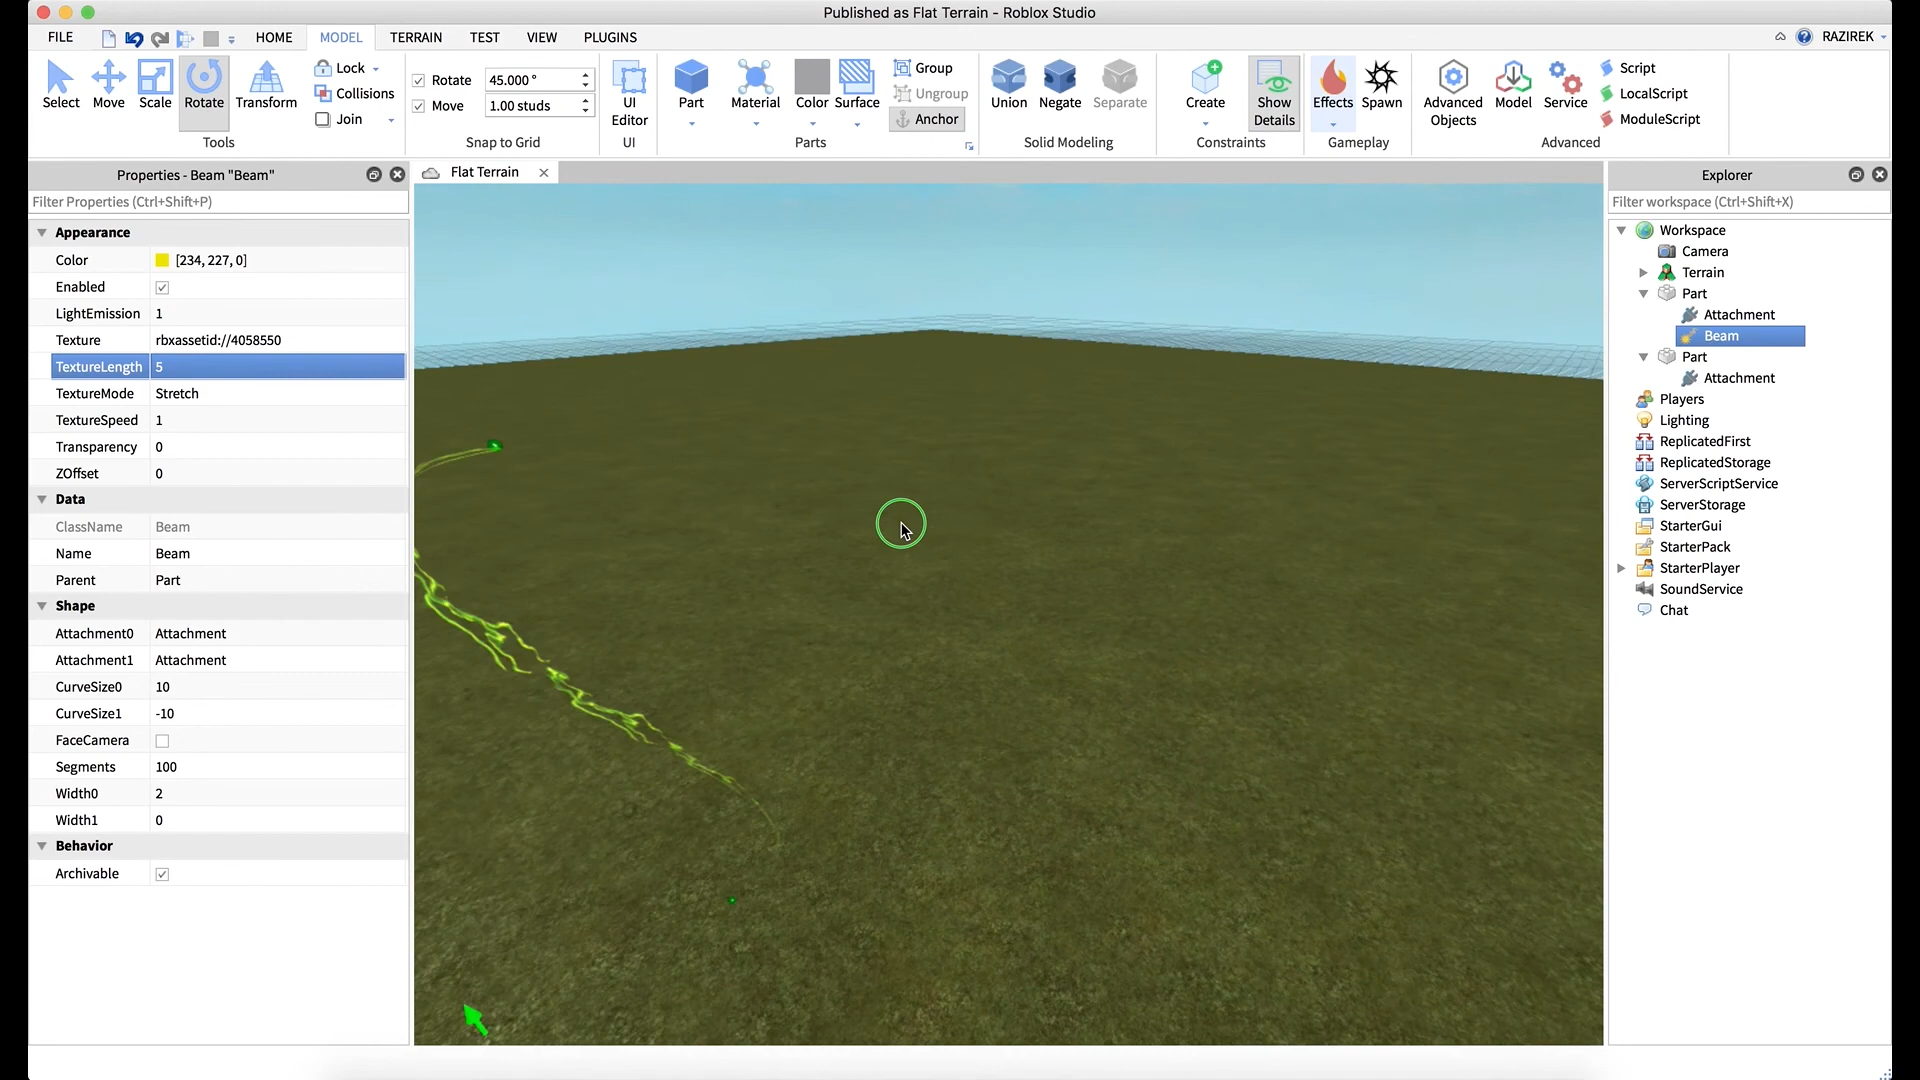 Published as Flat Terrain - Roblox Studio
FILE HOME MODEL TERRAIN TEST VIEW PLUGINS RAZIREK
Select Move Scale Rotate Transform
Lock
Collisions
Join
Tools
Rotate 45.000 °
Move 1.00 studs
Snap to Grid
UI
Editor
UI
Part Material Color Surface
Group
Ungroup
Anchor
Parts
Union Negate Separate
Solid Modeling
Create
Show
Details
Constraints
Effects Spawn
Gameplay
Advanced
Objects
Model Service
Script
LocalScript
ModuleScript
Advanced
Properties - Beam "Beam"
Filter Properties (Ctrl+Shift+P)
Appearance
Color [234, 227, 0]
Enabled
LightEmission 1
Texture rbxassetid://4058550
TextureLength 5
TextureMode Stretch
TextureSpeed 1
Transparency 0
ZOffset 0
Data
ClassName Beam
Name Beam
Parent Part
Shape
Attachment0 Attachment
Attachment1 Attachment
CurveSize0 10
CurveSize1 -10
FaceCamera
Segments 100
Width0 2
Width1 0
Behavior
Archivable
Flat Terrain
Explorer
Filter workspace (Ctrl+Shift+X)
Workspace
Camera
Terrain
Part
Attachment
Beam
Part
Attachment
Players
Lighting
ReplicatedFirst
ReplicatedStorage
ServerScriptService
ServerStorage
StarterGui
StarterPack
StarterPlayer
SoundService
Chat